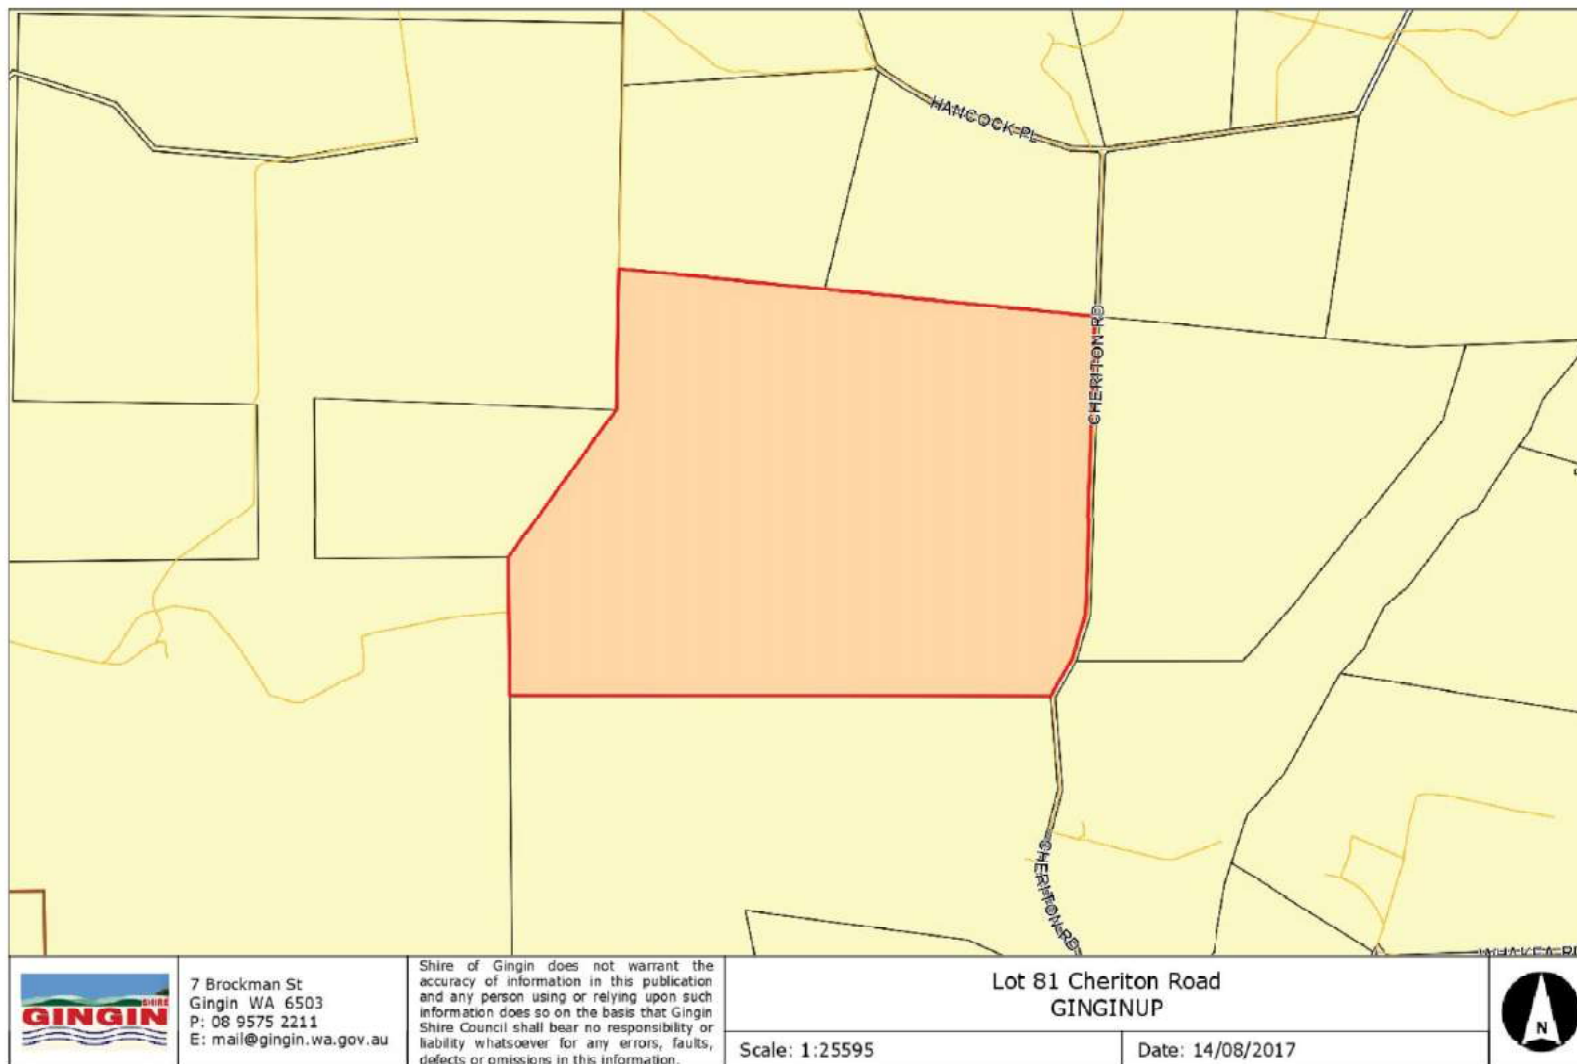 HANCOCK PL
CHERITON RD
CHERITON RD
SHIRE
GINGIN
7 Brockman St
Gingin WA 6503
P: 08 9575 2211
E: mail@gingin.wa.gov.au
Shire of Gingin does not warrant the
accuracy of information in this publication
and any person using or relying upon such
information does so on the basis that Gingin
Shire Council shall bear no responsibility or
liability whatsoever for any errors, faults,
defects or omissions in this information.
Lot 81 Cheriton Road
GINGINUP
Scale: 1:25595
Date: 14/08/2017
N